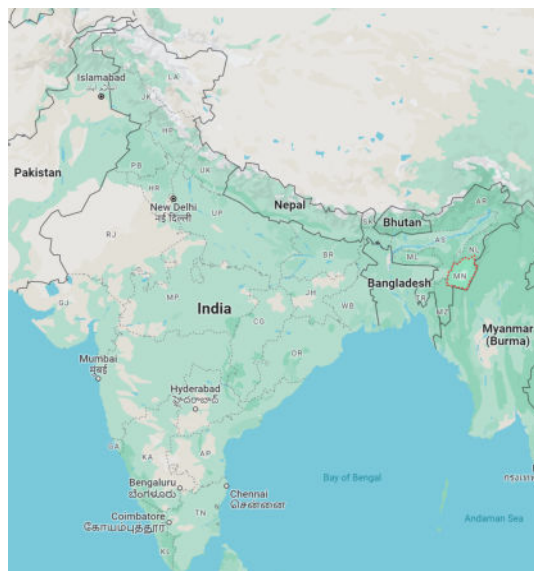 Islamabad
LA
JK
HP
Pakistan
PB
UK
HR
New Delhi
नई दिल्ली
Nepal
UP
RJ
SK
Bhutan
AR
AS
NL
ML
BR
Bangladesh
MN
GJ
MP
India
JH
TR
MZ
WB
CG
Myanmar
(Burma)
OR
Mumbai
मुंबई
Hyderabad
హైదరాబాద్
GA
KA
AP
Bay of Bengal
Bengaluru
ಬೆಂಗಳೂರು
Chennai
சென்னை
Coimbatore
கோயம்புத்தூர்
TN
Andaman Sea
KL